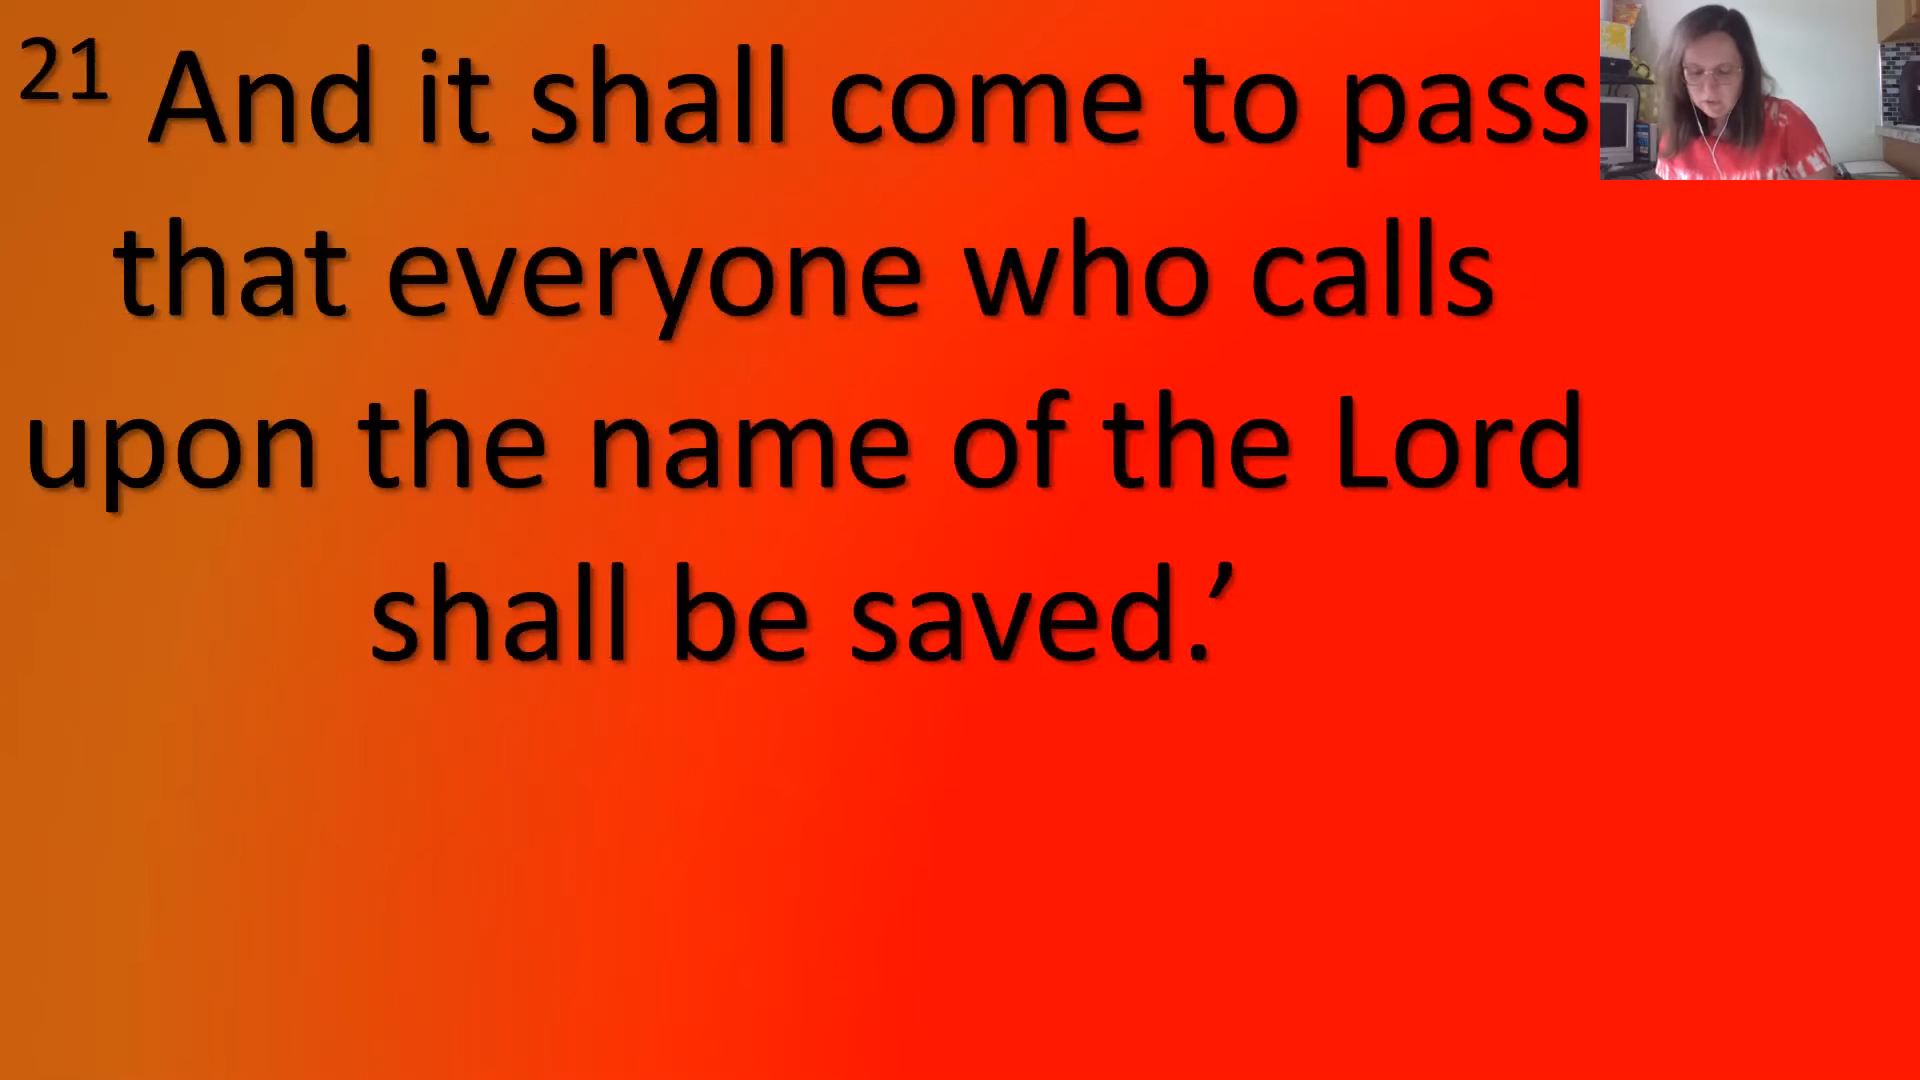 21 And it shall come to pass
that everyone who calls
upon the name of the Lord
shall be saved.’